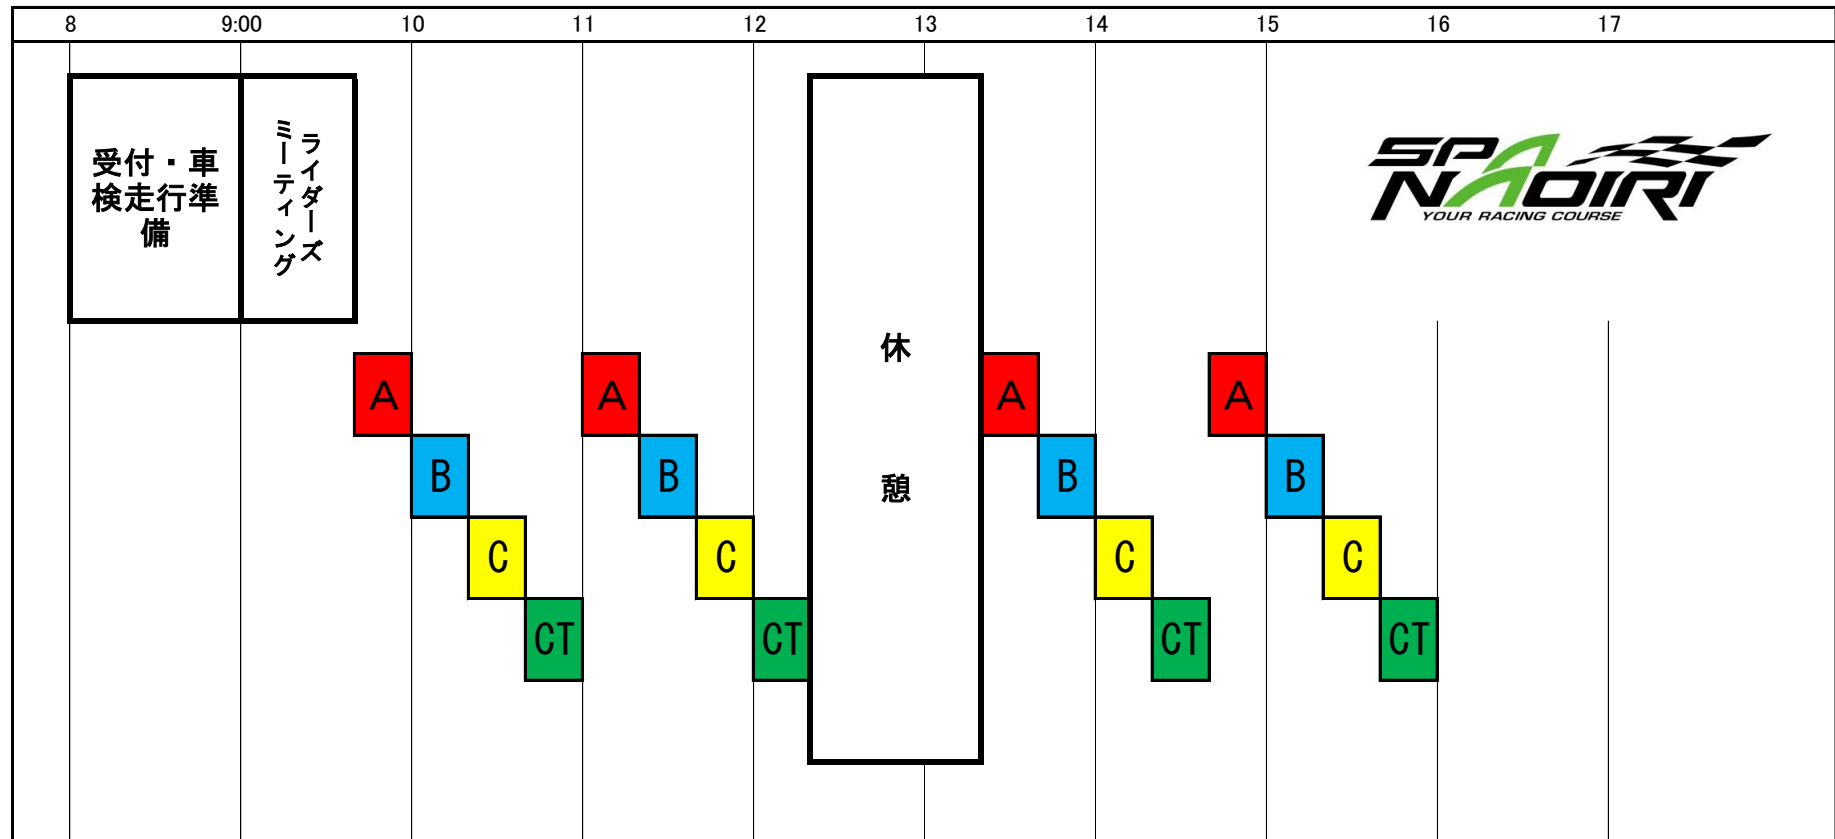 8 9:00 10 11 12 13 14 15 16 17
受付・車
検走行準
備
ライダーズ
ミーティング
休
憩
SPA
NAOIRI
YOUR RACING COURSE
A A A A
B B B B
C C C C
CT CT CT CT